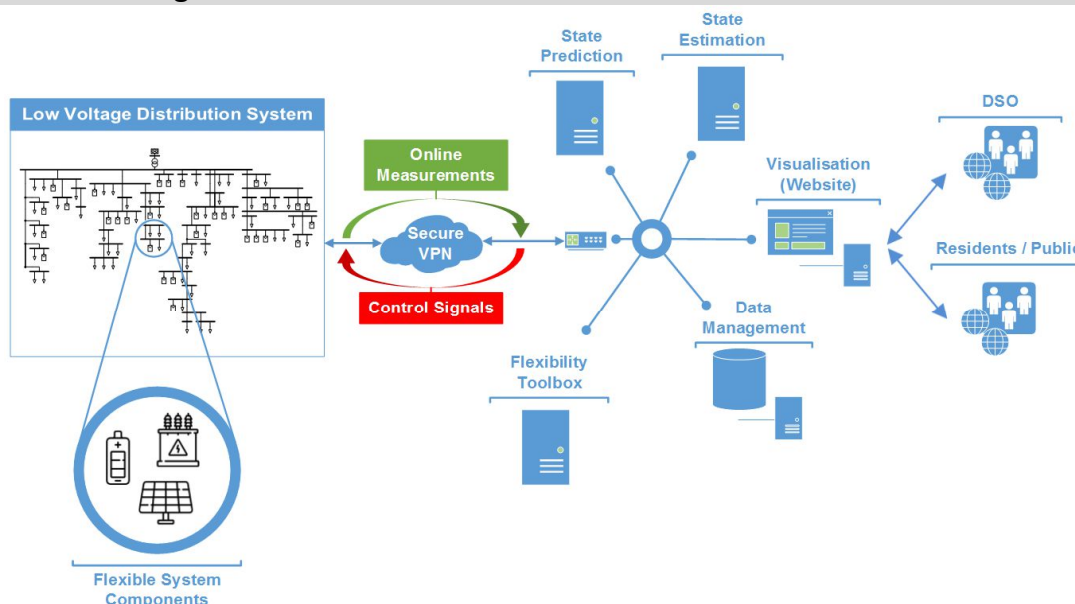 State
Prediction
State
Estimation
Low Voltage Distribution System
DSO
Online
Measurements
Visualisation
(Website)
Secure
VPN
Residents / Public
Control Signals
Data
Management
Flexibility
Toolbox
Flexible System
Components